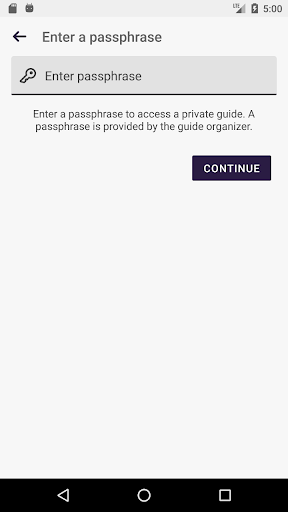 LTE 5:00
Enter a passphrase
Enter passphrase
Enter a passphrase to access a private guide. A
passphrase is provided by the guide organizer.
CONTINUE